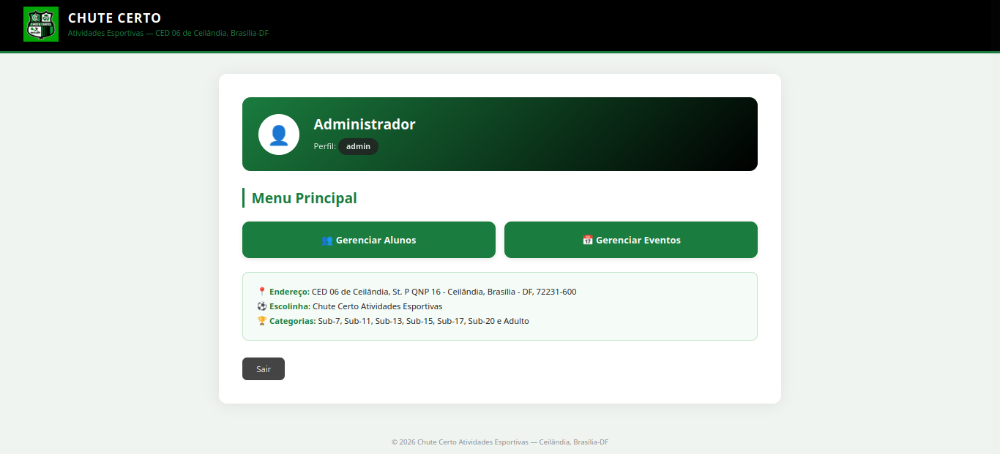 CHUTE CERTO
CHUTE CERTO
Atividades Esportivas — CED 06 de Ceilândia, Brasília-DF
Administrador
Perfil: admin
Menu Principal
Gerenciar Alunos
Gerenciar Eventos
Endereço: CED 06 de Ceilândia, St. P QNP 16 - Ceilândia, Brasília - DF, 72231-600
Escolinha: Chute Certo Atividades Esportivas
Categorias: Sub-7, Sub-11, Sub-13, Sub-15, Sub-17, Sub-20 e Adulto
Sair
© 2026 Chute Certo Atividades Esportivas — Ceilândia, Brasília-DF